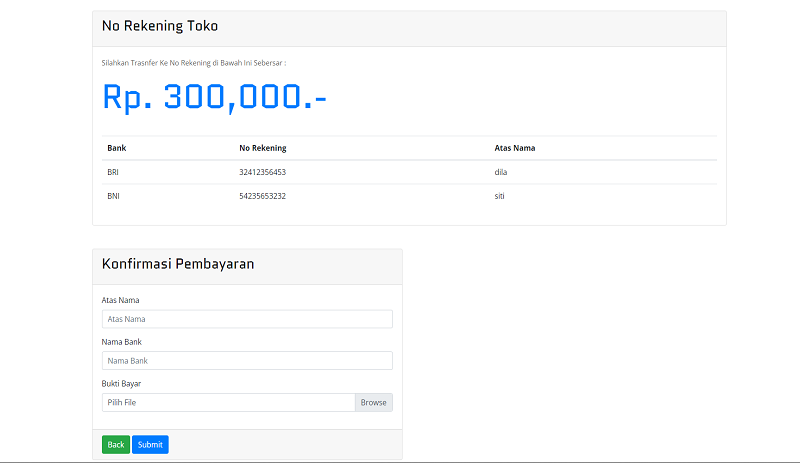 No Rekening Toko
Silahkan Trasnfer Ke No Rekening di Bawah Ini Sebersar :
Rp. 300,000.-
Bank No Rekening Atas Nama
BRI 32412356453 dila
BNI 54235653232 siti
Konfirmasi Pembayaran
Atas Nama
Atas Nama
Nama Bank
Nama Bank
Bukti Bayar
Pilih File Browse
Back Submit